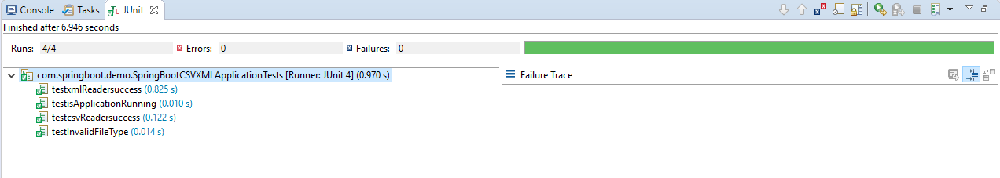 Console Tasks JUnit
Finished after 6.946 seconds
Runs: 4/4 Errors: 0 Failures: 0
com.springboot.demo.SpringBootCSVXMLApplicationTests [Runner: JUnit 4] (0.970 s)
Failure Trace
testxmlReadersuccess (0.825 s)
testisApplicationRunning (0.010 s)
testcsvReadersuccess (0.122 s)
testInvalidFileType (0.014 s)